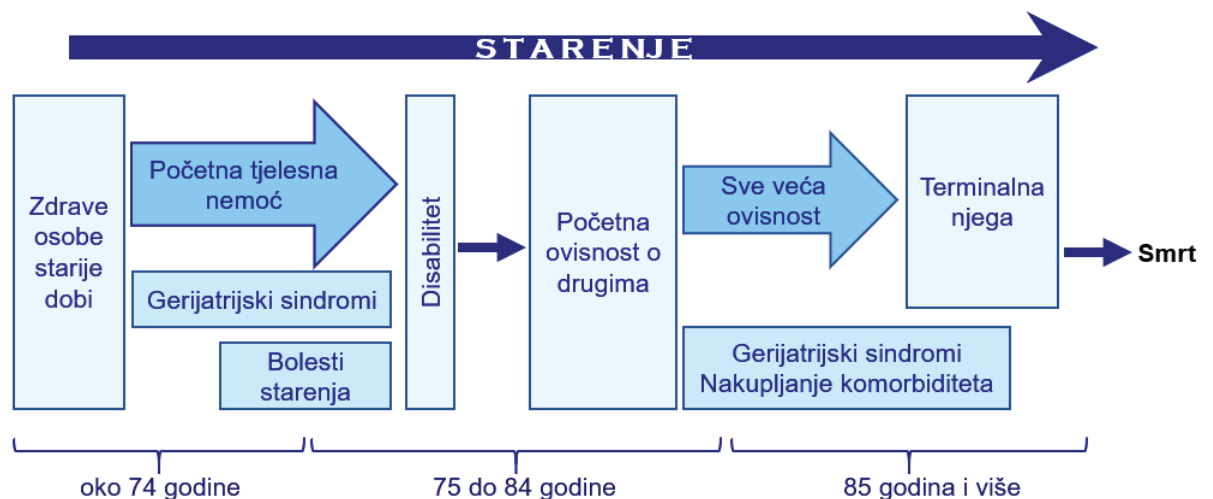 STARENJE
Zdrave
osobe
starije
dobi
Početna tjelesna
nemoć
Gerijatrijski sindromi
Bolesti
starenja
Disabilitet
Početna
ovisnost o
drugima
Sve veća
ovisnost
Gerijatrijski sindromi
Nakupljanje komorbiditeta
Terminalna
njega
Smrt
oko 74 godine
75 do 84 godine
85 godina i više